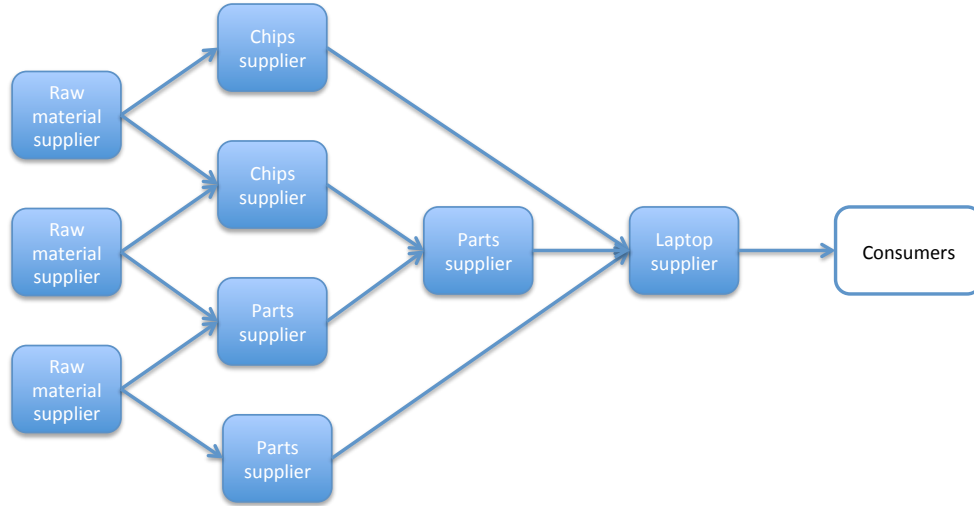 Chips
supplier
Raw
material
supplier
Chips
supplier
Raw
material
supplier
Parts
supplier
Laptop
supplier
Consumers
Parts
supplier
Raw
material
supplier
Parts
supplier